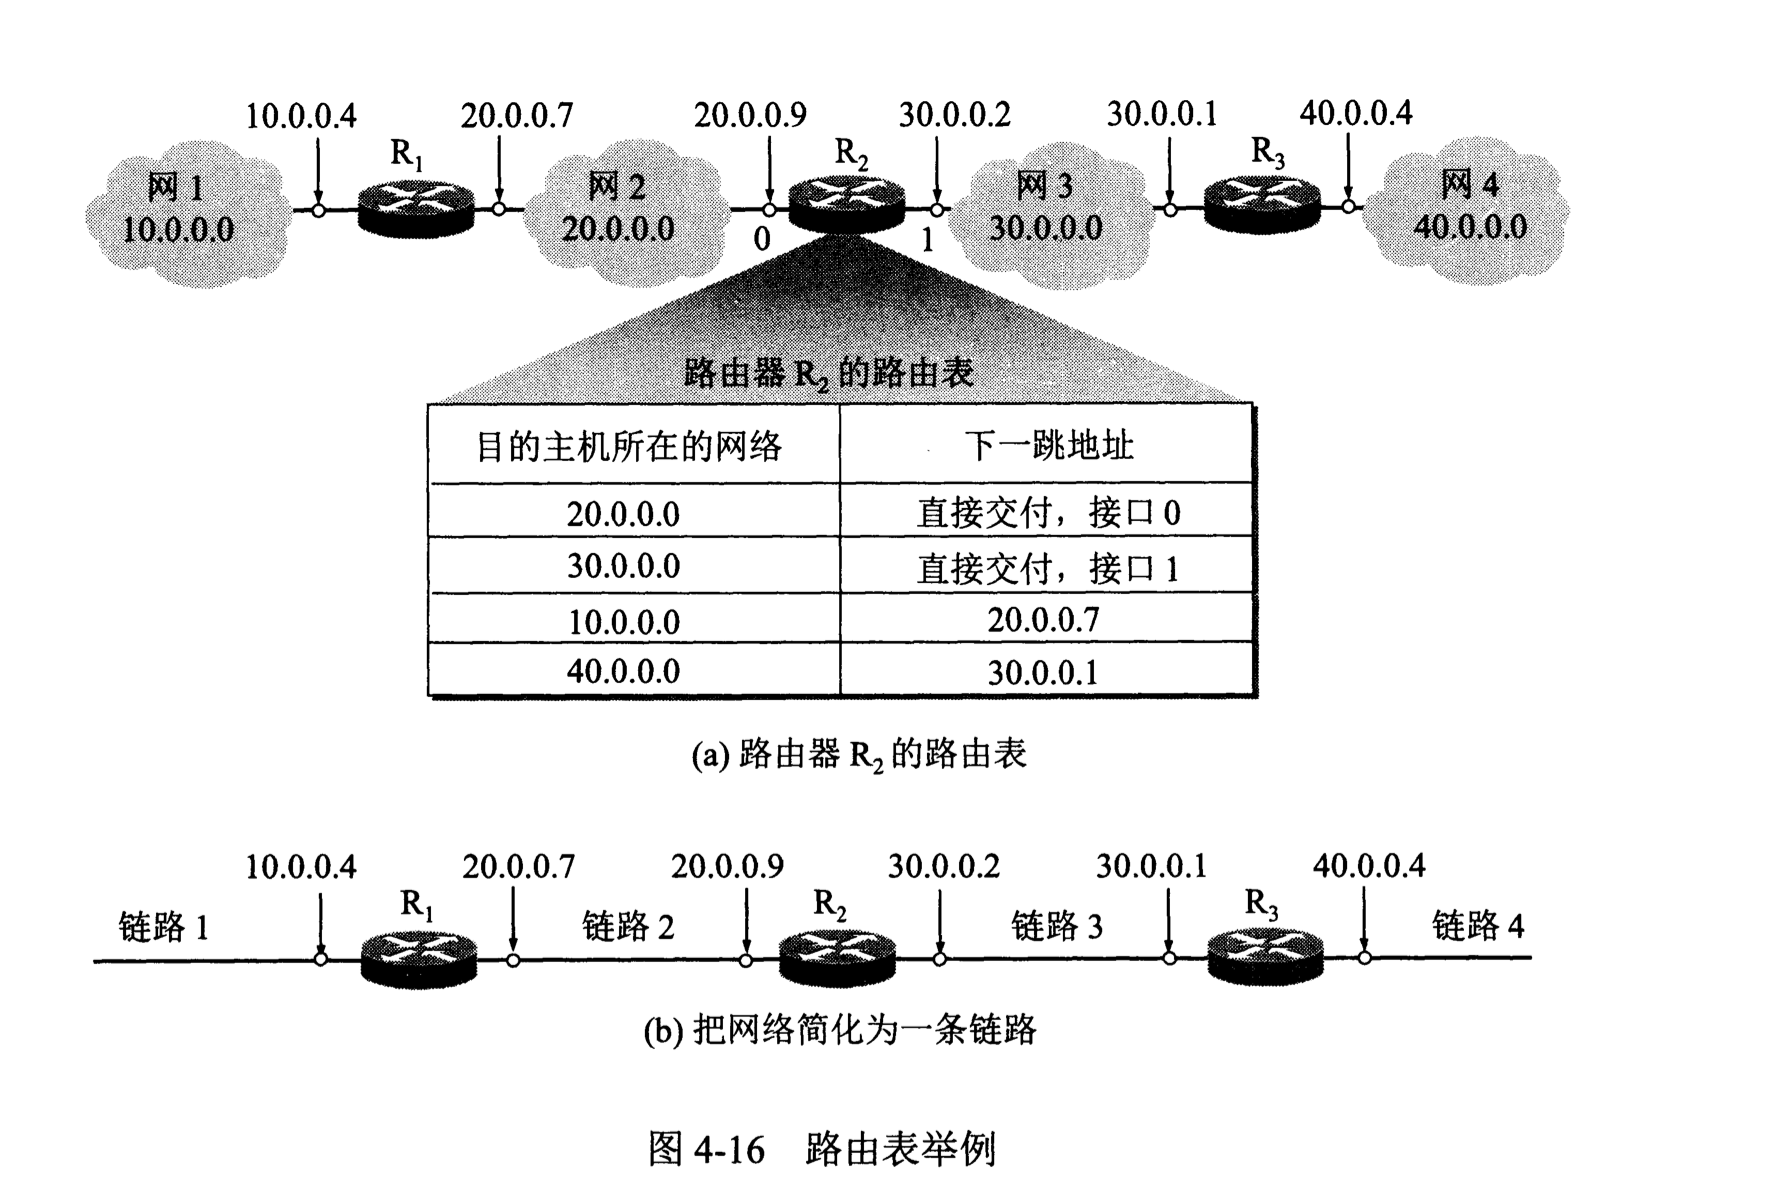 10.0.0.4 20.0.0.7 20.0.0.9 30.0.0.2 30.0.0.1 40.0.0.4
R1 R2 R3
网 1 网 2 网 3 网 4
10.0.0.0 20.0.0.0 0 1 30.0.0.0 40.0.0.0
路由器 R2 的路由表
目的主机所在的网络 下一跳地址
20.0.0.0 直接交付，接口 0
30.0.0.0 直接交付，接口 1
10.0.0.0 20.0.0.7
40.0.0.0 30.0.0.1
(a) 路由器 R2 的路由表
10.0.0.4 20.0.0.7 20.0.0.9 30.0.0.2 30.0.0.1 40.0.0.4
链路 1 R1 链路 2 R2 链路 3 R3 链路 4
(b) 把网络简化为一条链路
图 4-16 路由表举例